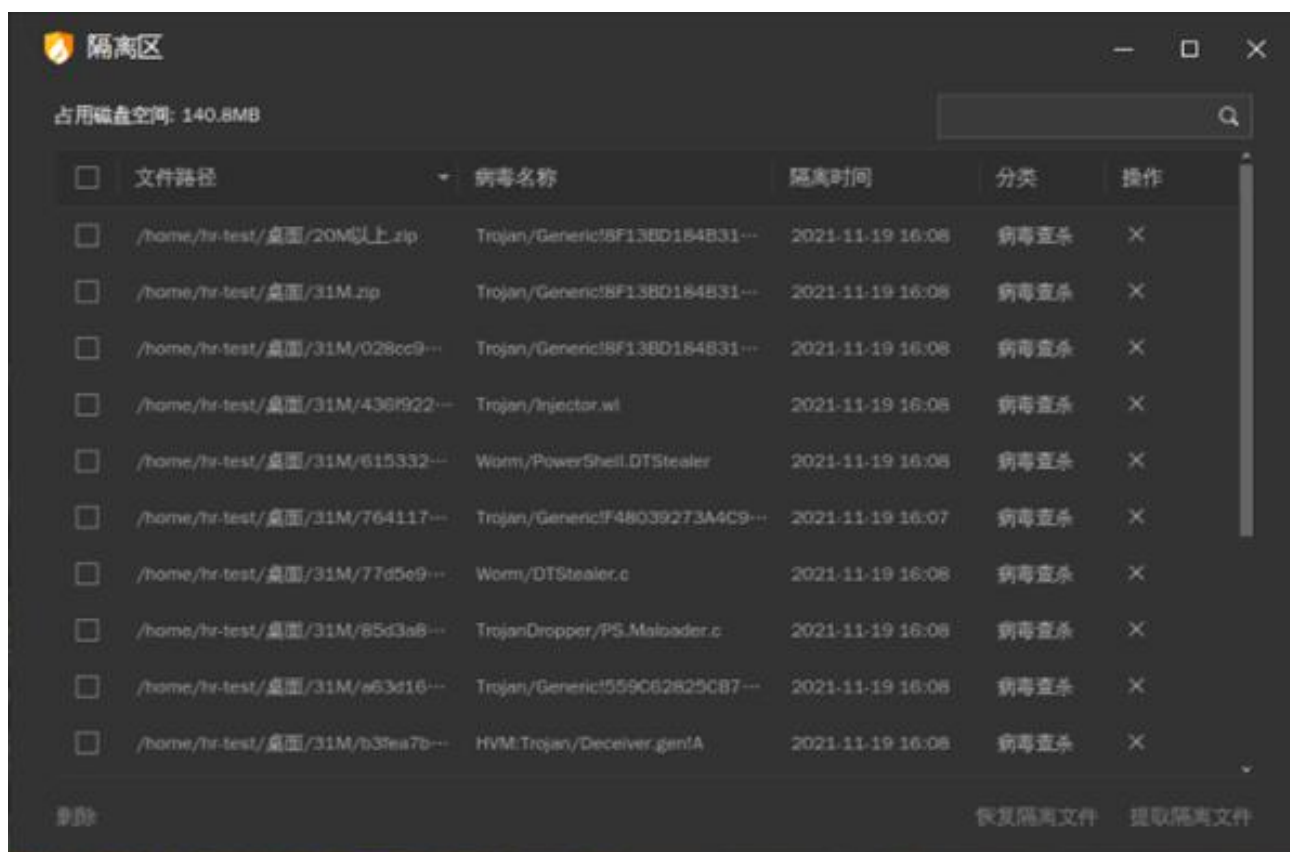 隔离区
占用磁盘空间: 140.8MB
文件路径 病毒名称 隔离时间 分类 操作
/home/hr-test/桌面/20M以上.zip Trojan/Generic!8F13BD184B31··· 2021-11-19 16:08 病毒查杀
/home/hr-test/桌面/31M.zip Trojan/Generic!8F13BD184B31··· 2021-11-19 16:08 病毒查杀
/home/hr-test/桌面/31M/028cc9··· Trojan/Generic!8F13BD184B31··· 2021-11-19 16:08 病毒查杀
/home/hr-test/桌面/31M/436f922··· Trojan/Injector.wl 2021-11-19 16:08 病毒查杀
/home/hr-test/桌面/31M/615332··· Worm/PowerShell.DTStealer 2021-11-19 16:08 病毒查杀
/home/hr-test/桌面/31M/764117··· Trojan/Generic!F48039273A4C9··· 2021-11-19 16:07 病毒查杀
/home/hr-test/桌面/31M/77d5e9··· Worm/DTStealer.c 2021-11-19 16:08 病毒查杀
/home/hr-test/桌面/31M/85d3a8··· TrojanDropper/PS.Maloader.c 2021-11-19 16:08 病毒查杀
/home/hr-test/桌面/31M/a63d16··· Trojan/Generic!559C62825CB7··· 2021-11-19 16:08 病毒查杀
/home/hr-test/桌面/31M/b3fea7b··· HVM:Trojan/Deceiver.gen!A 2021-11-19 16:08 病毒查杀
删除 恢复隔离文件 提取隔离文件